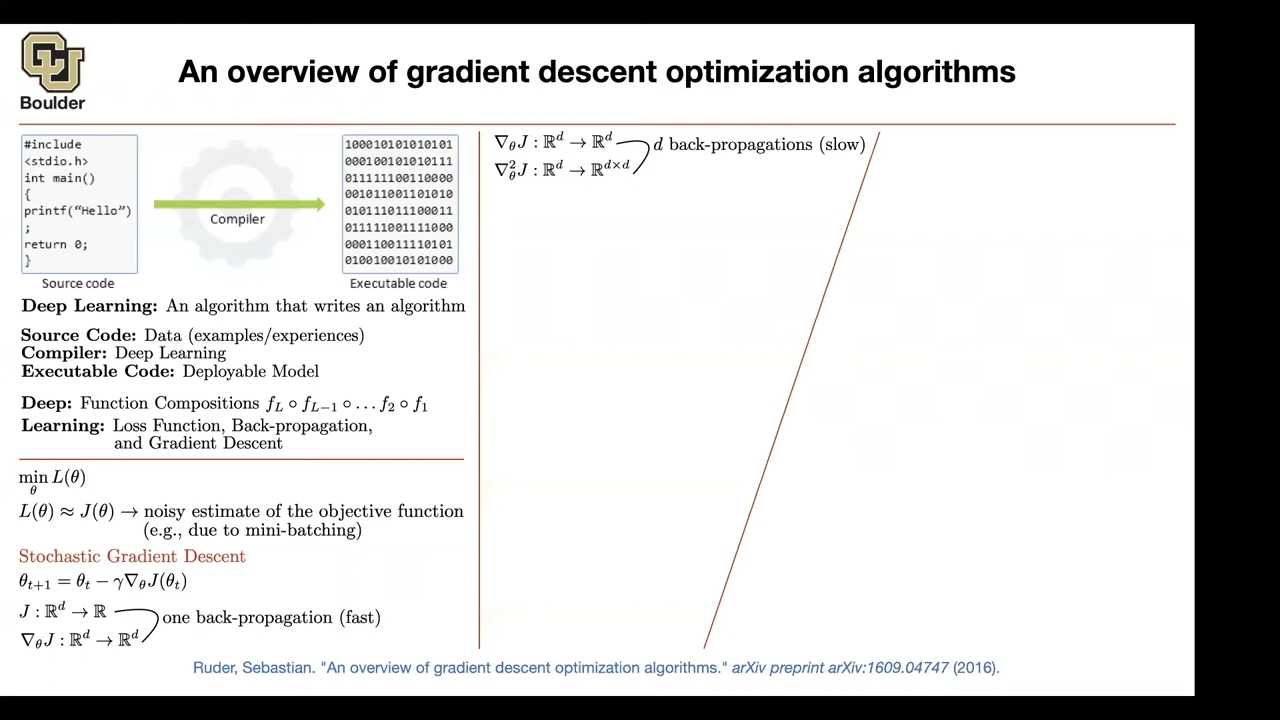 An overview of gradient descent optimization algorithms
CU
Boulder
#include
<stdio.h>
int main()
{
printf(“Hello”)
;
return 0;
}
Source code
Compiler
100010101010101
000100101010111
011111100110000
001011001101010
010111011100011
011111001111000
000110011110101
010010010101000
Executable code
Deep Learning: An algorithm that writes an algorithm
Source Code: Data (examples/experiences)
Compiler: Deep Learning
Executable Code: Deployable Model
Deep: Function Compositions f_L ∘ f_{L−1} ∘ … f_2 ∘ f_1
Learning: Loss Function, Back-propagation,
and Gradient Descent
min_θ L(θ)
L(θ) ≈ J(θ) → noisy estimate of the objective function
(e.g., due to mini-batching)
Stochastic Gradient Descent
θ_{t+1} = θ_t − γ∇_θ J(θ_t)
J : ℝ^d → ℝ
one back-propagation (fast)
∇_θ J : ℝ^d → ℝ^d
∇_θ J : ℝ^d → ℝ^d
d back-propagations (slow)
∇²_θ J : ℝ^d → ℝ^{d×d}
Ruder, Sebastian. "An overview of gradient descent optimization algorithms." arXiv preprint arXiv:1609.04747 (2016).